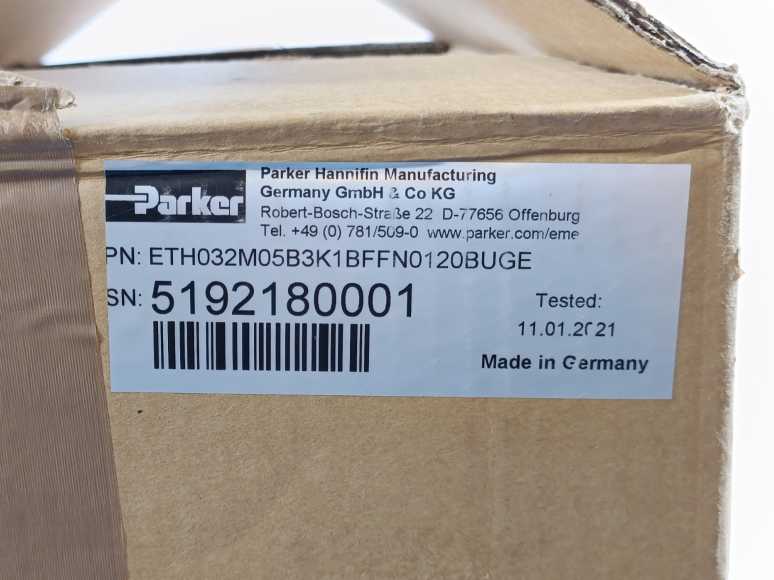 Parker
Parker Hannifin Manufacturing
Germany GmbH & Co KG
Robert-Bosch-Straße 22 D-77656 Offenburg
Tel. +49 (0) 781/509-0 www.parker.com/eme
PN: ETH032M05B3K1BFFN0120BUGE
SN: 5192180001
Tested:
11.01.2021
Made in Germany